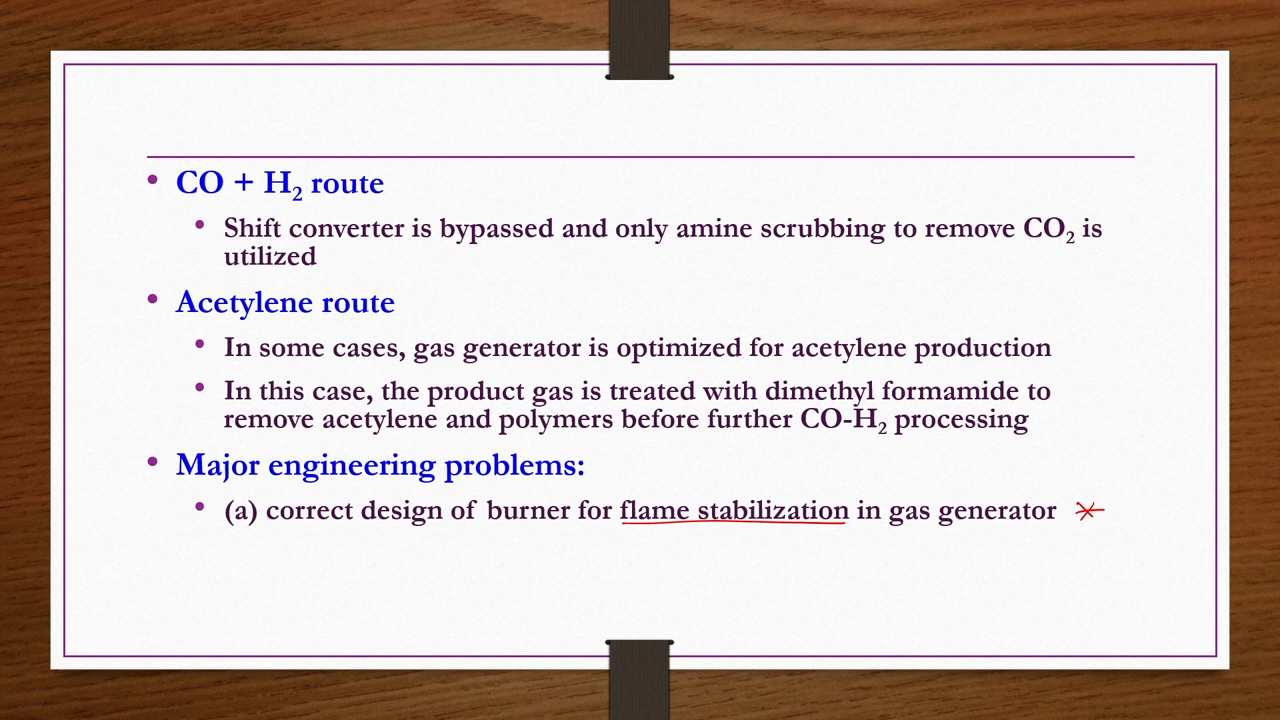 • CO + H₂ route
• Shift converter is bypassed and only amine scrubbing to remove CO₂ is
utilized
• Acetylene route
• In some cases, gas generator is optimized for acetylene production
• In this case, the product gas is treated with dimethyl formamide to
remove acetylene and polymers before further CO-H₂ processing
• Major engineering problems:
• (a) correct design of burner for flame stabilization in gas generator